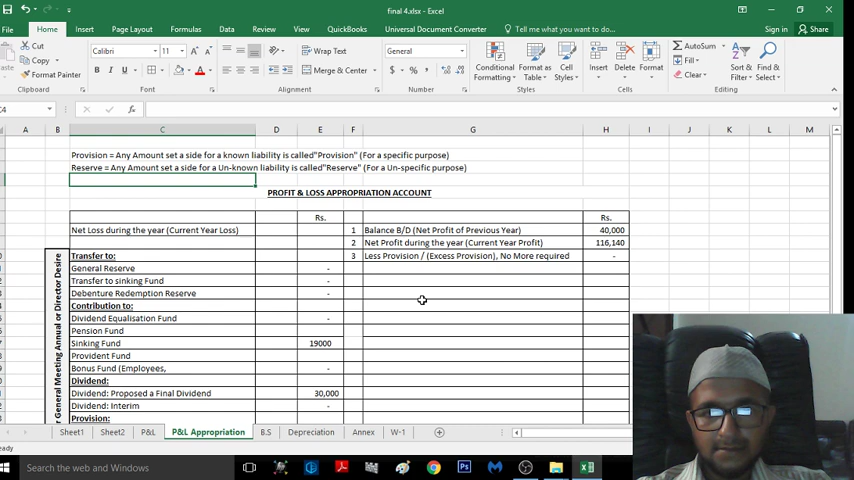 final 4.xlsx - Excel
File
Home
Insert
Page Layout
Formulas
Data
Review
View
QuickBooks
Universal Document Converter
Tell me what you want to do...
Sign in
Share
Cut
Copy
Format Painter
Clipboard
Calibri
11
Font
Wrap Text
Merge & Center
Alignment
General
Number
Conditional Formatting
Format as Table
Cell Styles
Styles
Insert
Delete
Format
Cells
AutoSum
Fill
Clear
Sort & Filter
Find & Select
Editing
C4
fx
A B C D E F G H I J K L M
Provision = Any Amount set a side for a known liability is called"Provision" (For a specific purpose)
Reserve = Any Amount set a side for a Un-known liability is called"Reserve" (For a Un-specific purpose)
PROFIT & LOSS APPROPRIATION ACCOUNT
Rs. Rs.
Net Loss during the year (Current Year Loss) 1 Balance B/D (Net Profit of Previous Year) 40,000
2 Net Profit during the year (Current Year Profit) 116,140
Transfer to: 3 Less Provision / (Excess Provision), No More required -
General Reserve -
Transfer to sinking Fund -
Debenture Redemption Reserve -
Contribution to:
Dividend Equalisation Fund -
Pension Fund
Sinking Fund 19000
Provident Fund
Bonus Fund (Employees, -
Dividend:
Dividend: Proposed a Final Dividend 30,000
Dividend: Interim -
Provision:
r General Meeting Annual or Director Desire
Sheet1
Sheet2
P&L
P&L Appropriation
B.S
Depreciation
Annex
W-1
Search the web and Windows